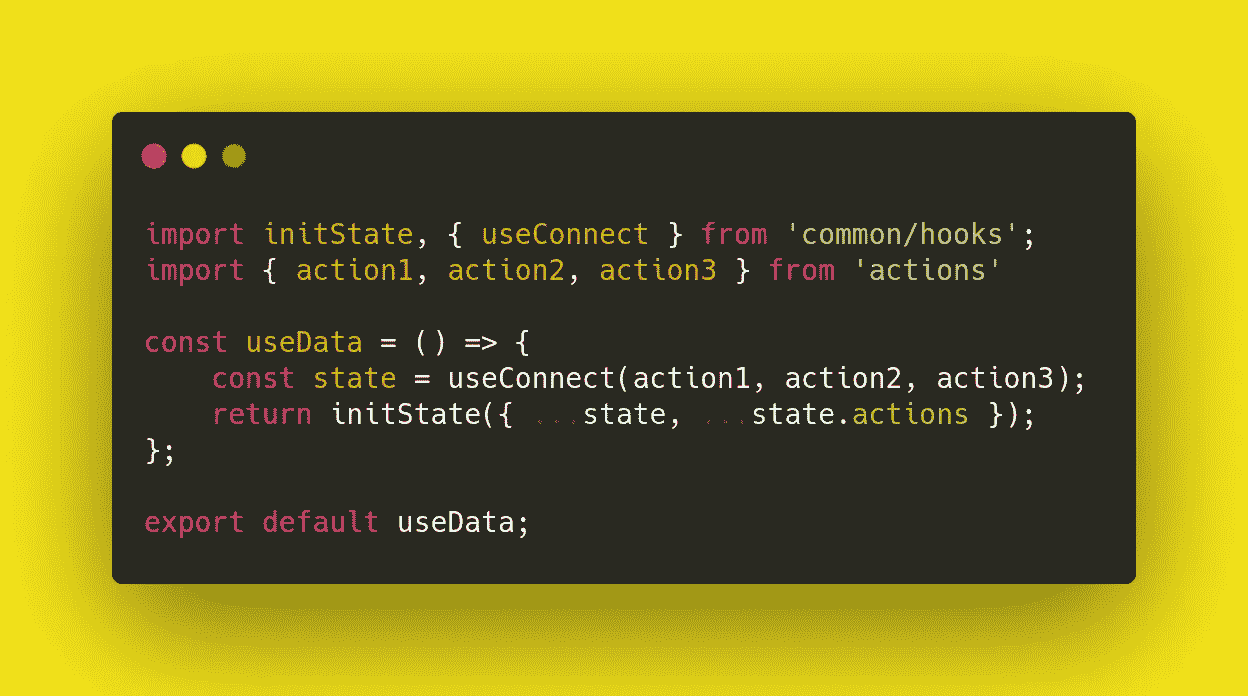 import initState, { useConnect } from 'common/hooks';
import { action1, action2, action3 } from 'actions'
const useData = () => {
    const state = useConnect(action1, action2, action3);
    return initState({ ...state, ...state.actions });
};
export default useData;